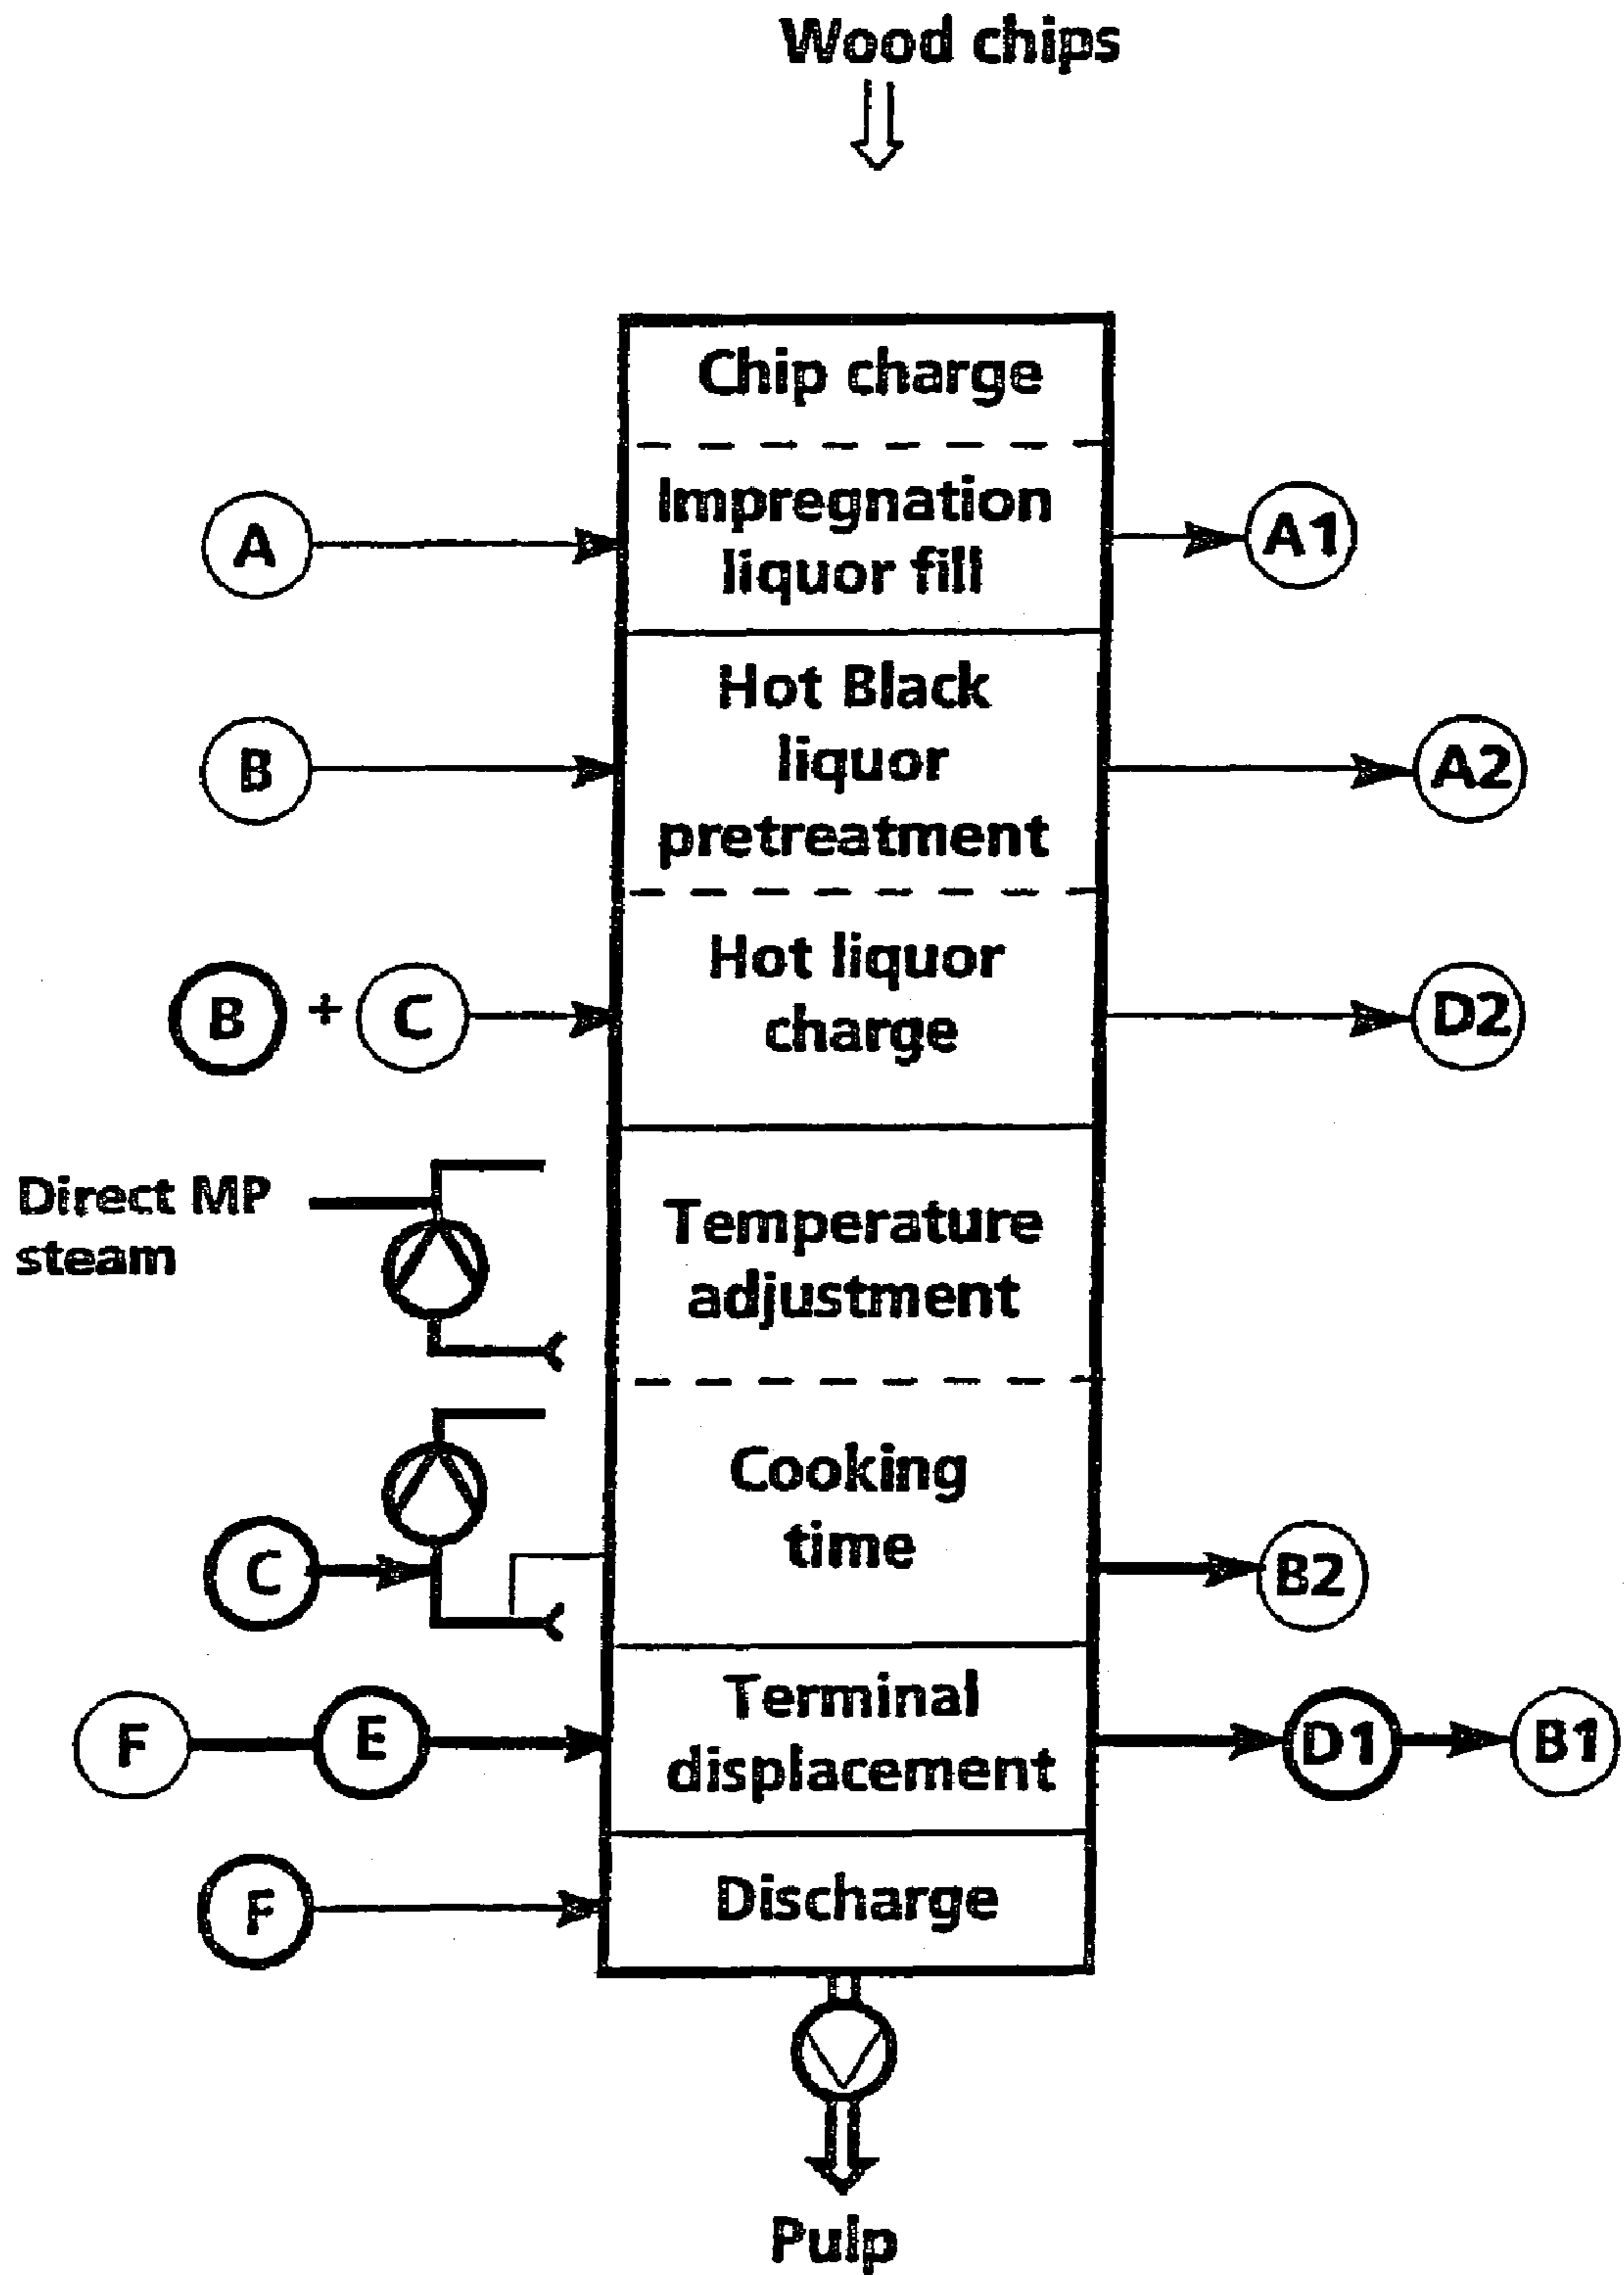 Wood chips
Chip charge
Impregnation
liquor fill
A
A1
Hot Black
liquor
pretreatment
B
A2
B + C
Hot liquor
charge
D2
Direct MP
steam
Temperature
adjustment
Cooking
time
C
B2
F
E
Terminal
displacement
D1
B1
F
Discharge
Pulp